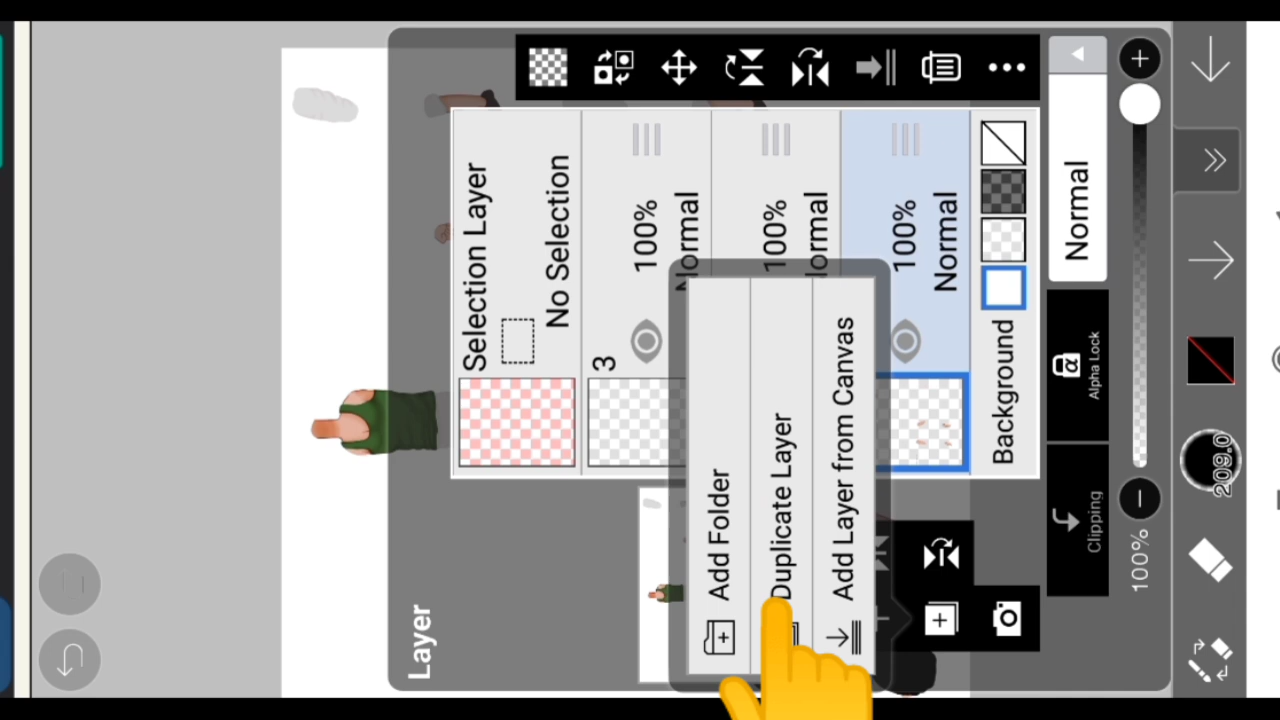 Layer
Selection Layer
No Selection
3
100%
Normal
100%
Normal
100%
Normal
Add Folder
Duplicate Layer
Add Layer from Canvas
Background
Normal
α
Alpha Lock
Clipping
100%
209.0